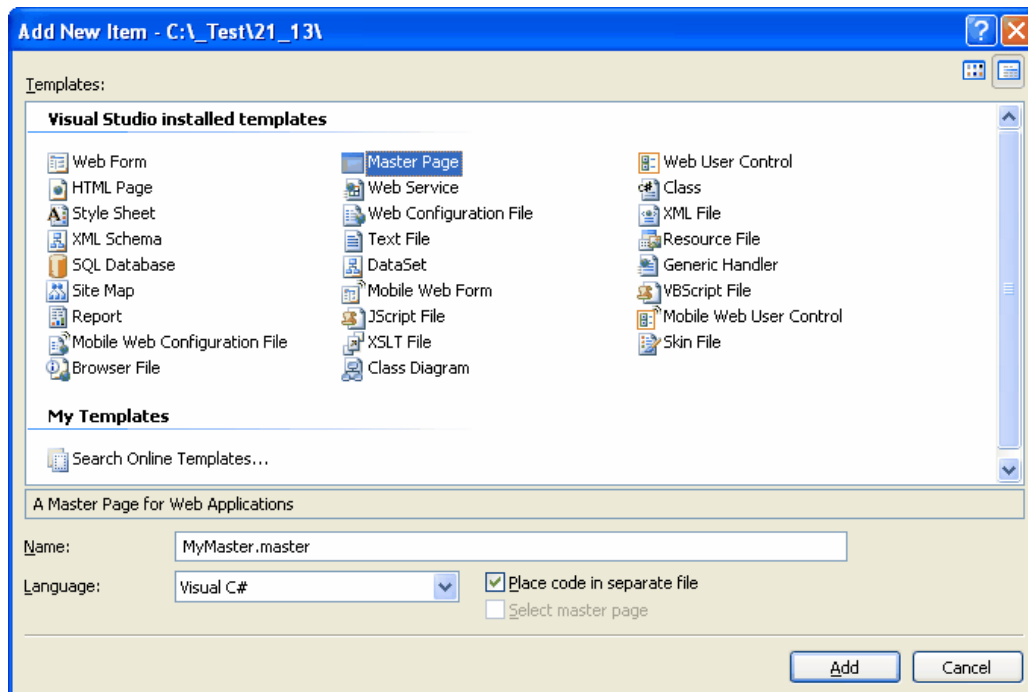 Add New Item - C:\_Test\21_13\
Templates:
Visual Studio installed templates
Web Form
Master Page
Web User Control
HTML Page
Web Service
Class
Style Sheet
Web Configuration File
XML File
XML Schema
Text File
Resource File
SQL Database
DataSet
Generic Handler
Site Map
Mobile Web Form
VBScript File
Report
JScript File
Mobile Web User Control
Mobile Web Configuration File
XSLT File
Skin File
Browser File
Class Diagram
My Templates
Search Online Templates...
A Master Page for Web Applications
Name:
MyMaster.master
Language:
Visual C#
Place code in separate file
Select master page
Add
Cancel